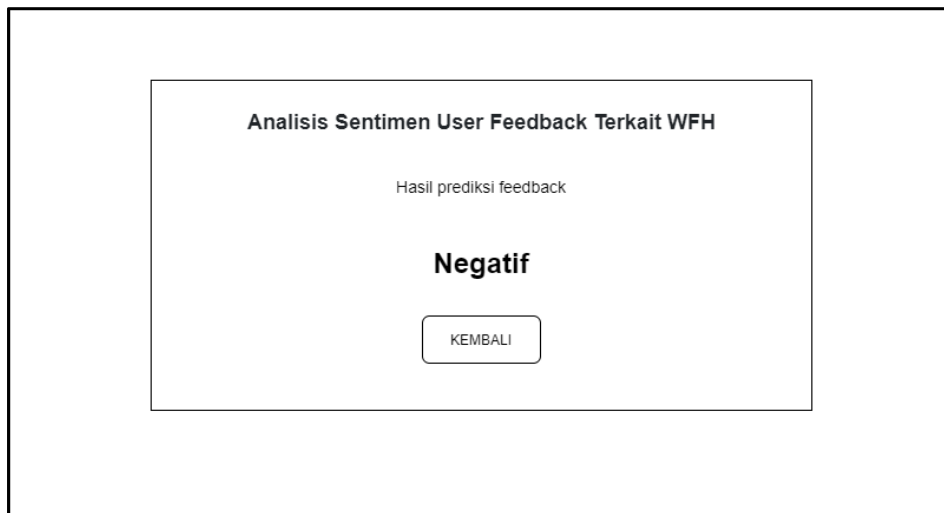 Analisis Sentimen User Feedback Terkait WFH
Hasil prediksi feedback
Negatif
KEMBALI